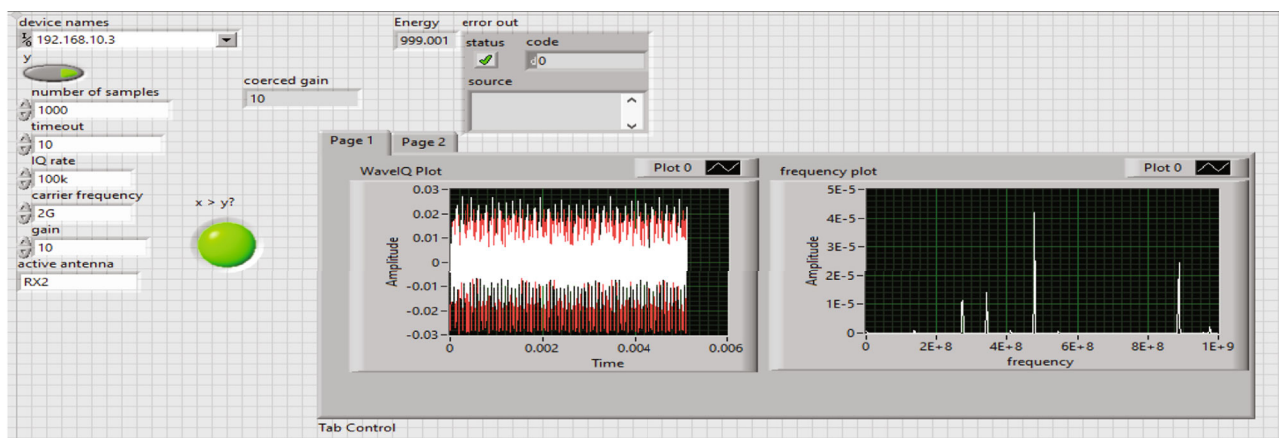 device names
192.168.10.3
y
number of samples
1000
timeout
10
IQ rate
100k
carrier frequency
2G
gain
10
active antenna
RX2
coerced gain
10
x > y?
Energy
999.001
error out
status
code
d 0
source
Page 1
Page 2
WaveIQ Plot
Plot 0
Amplitude
0.03
0.02
0.01
0
-0.01
-0.02
-0.03
0
0.002
0.004
0.006
Time
frequency plot
Plot 0
Amplitude
5E-5
4E-5
3E-5
2E-5
1E-5
0
0
2E+8
4E+8
6E+8
8E+8
1E+9
frequency
Tab Control